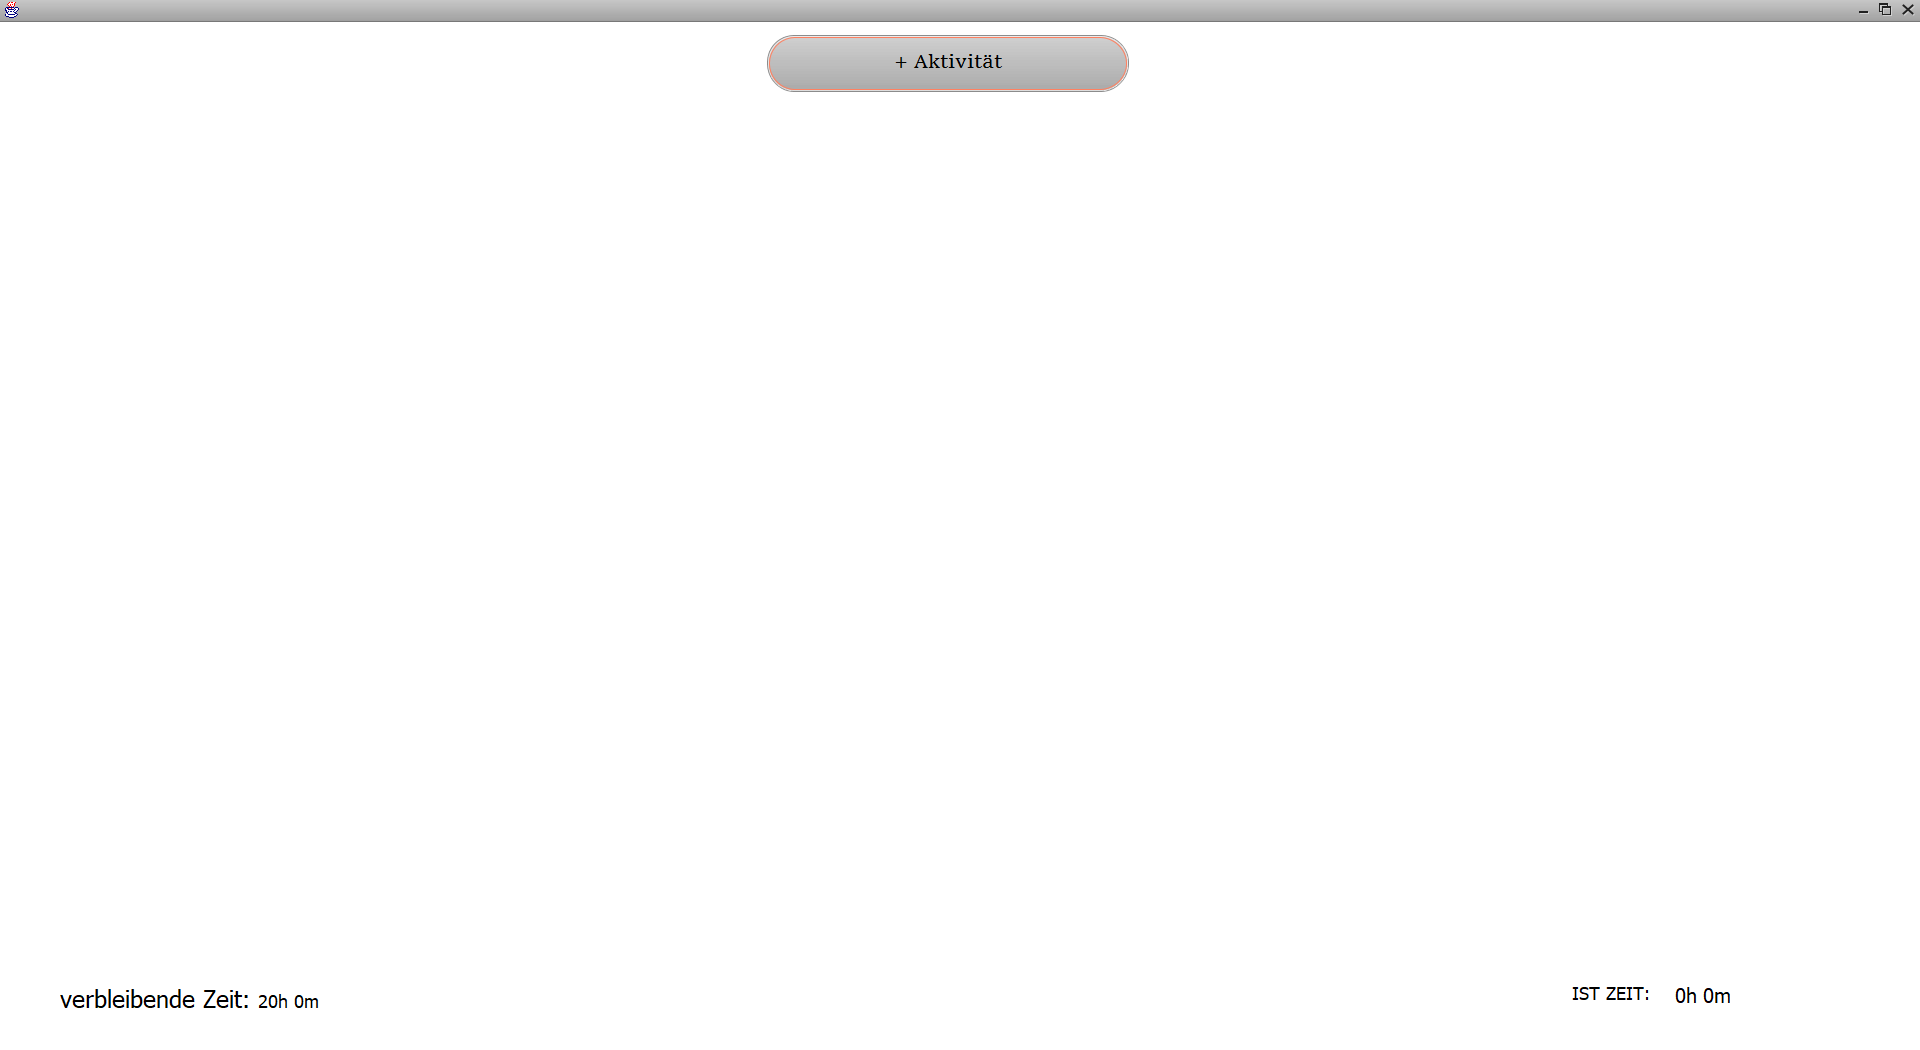 + Aktivität
verbleibende Zeit: 20h 0m
IST ZEIT: 0h 0m